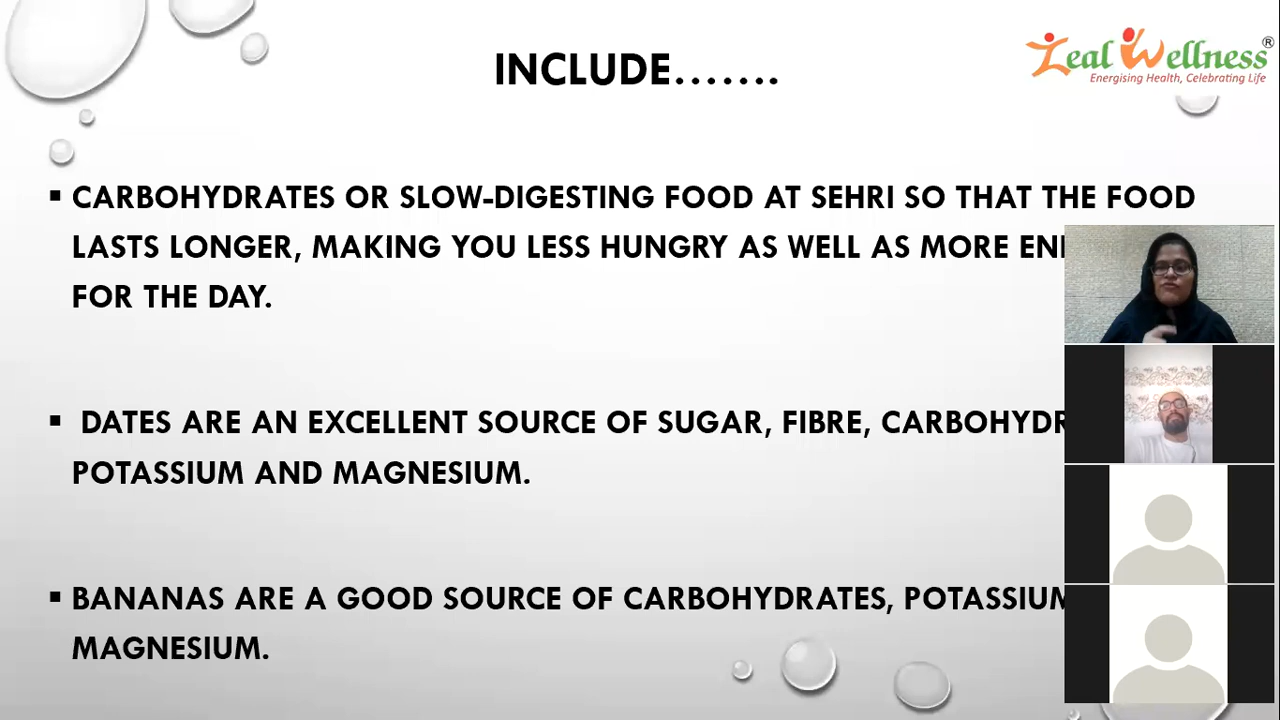 INCLUDE.......
Zeal Wellness®
Energising Health, Celebrating Life
▪ CARBOHYDRATES OR SLOW-DIGESTING FOOD AT SEHRI SO THAT THE FOOD
LASTS LONGER, MAKING YOU LESS HUNGRY AS WELL AS MORE
FOR THE DAY.
▪ DATES ARE AN EXCELLENT SOURCE OF SUGAR, FIBRE,
POTASSIUM AND MAGNESIUM.
▪ BANANAS ARE A GOOD SOURCE OF CARBOHYDRATES, POTASSIUM
MAGNESIUM.